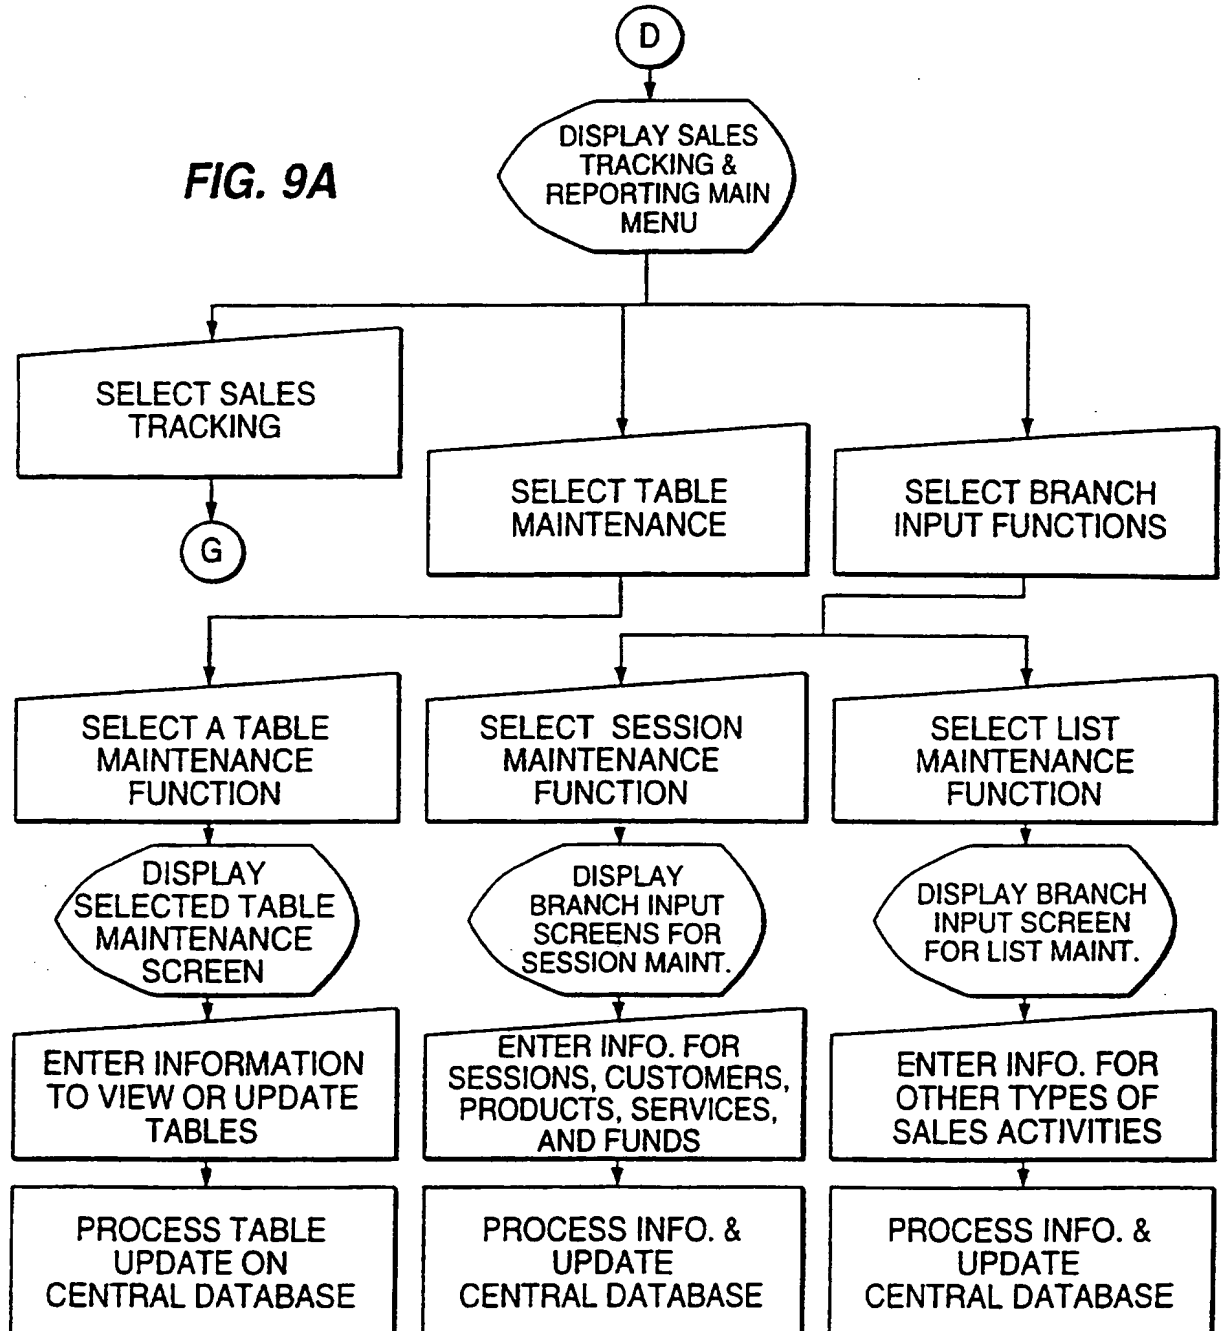 D
DISPLAY SALES
TRACKING &
REPORTING MAIN
MENU
FIG. 9A
SELECT SALES
TRACKING
G
SELECT TABLE
MAINTENANCE
SELECT BRANCH
INPUT FUNCTIONS
SELECT A TABLE
MAINTENANCE
FUNCTION
SELECT SESSION
MAINTENANCE
FUNCTION
SELECT LIST
MAINTENANCE
FUNCTION
DISPLAY
SELECTED TABLE
MAINTENANCE
SCREEN
DISPLAY
BRANCH INPUT
SCREENS FOR
SESSION MAINT.
DISPLAY BRANCH
INPUT SCREEN
FOR LIST MAINT.
ENTER INFORMATION
TO VIEW OR UPDATE
TABLES
ENTER INFO. FOR
SESSIONS, CUSTOMERS,
PRODUCTS, SERVICES,
AND FUNDS
ENTER INFO. FOR
OTHER TYPES OF
SALES ACTIVITIES
PROCESS TABLE
UPDATE ON
CENTRAL DATABASE
PROCESS INFO. &
UPDATE
CENTRAL DATABASE
PROCESS INFO. &
UPDATE
CENTRAL DATABASE